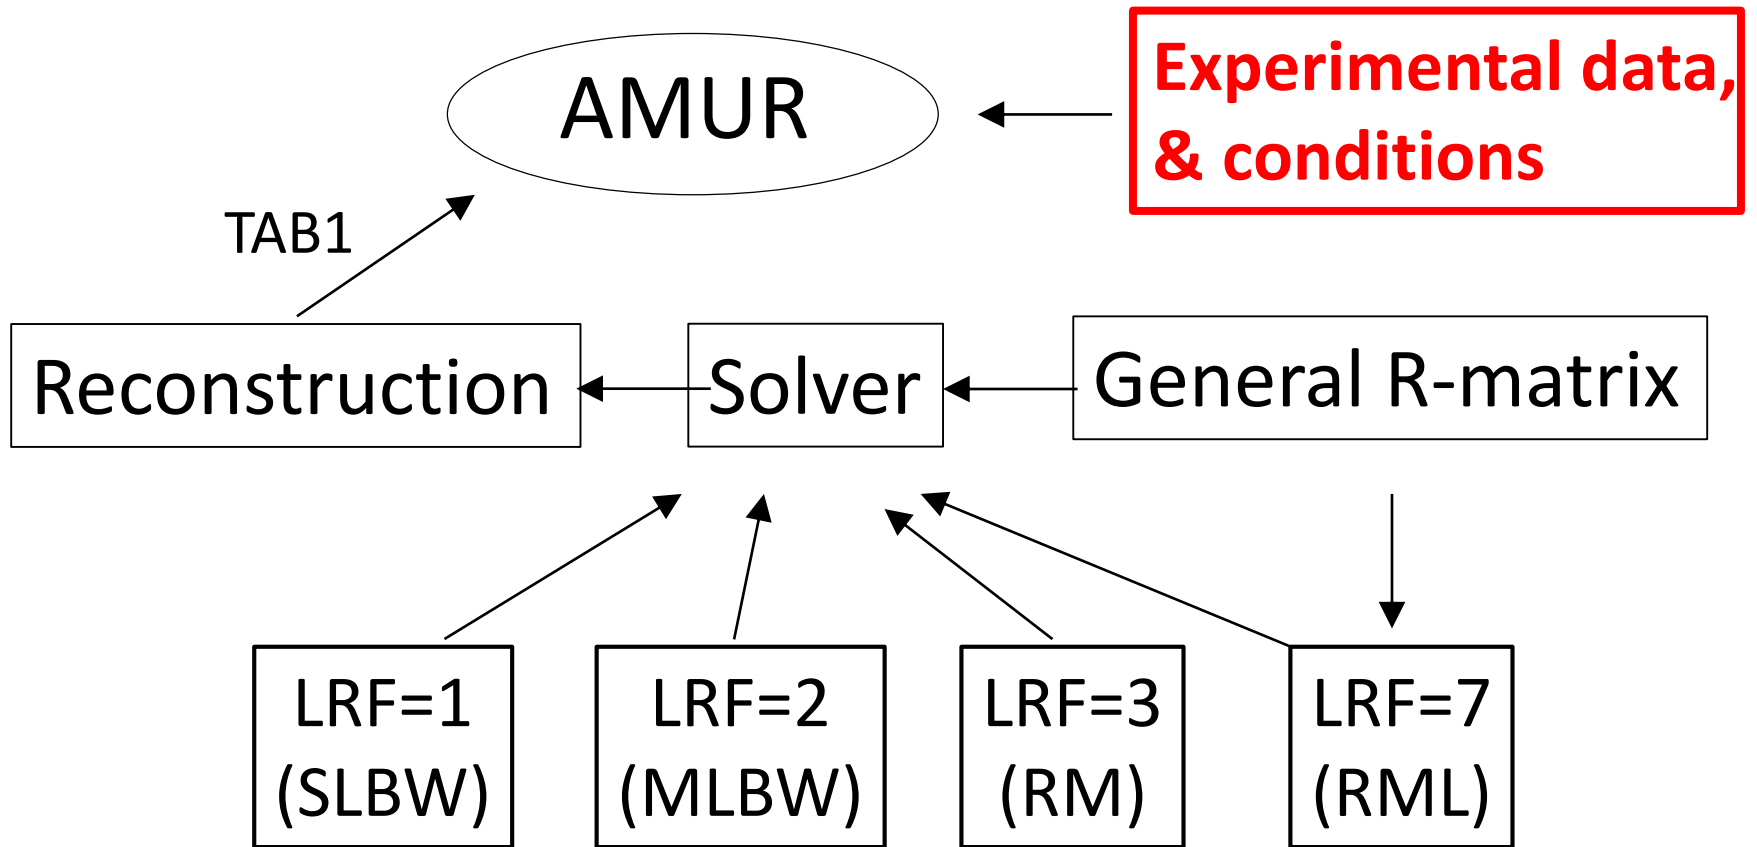 AMUR
Experimental data,
& conditions
TAB1
Reconstruction
Solver
General R-matrix
LRF=1
(SLBW)
LRF=2
(MLBW)
LRF=3
(RM)
LRF=7
(RML)